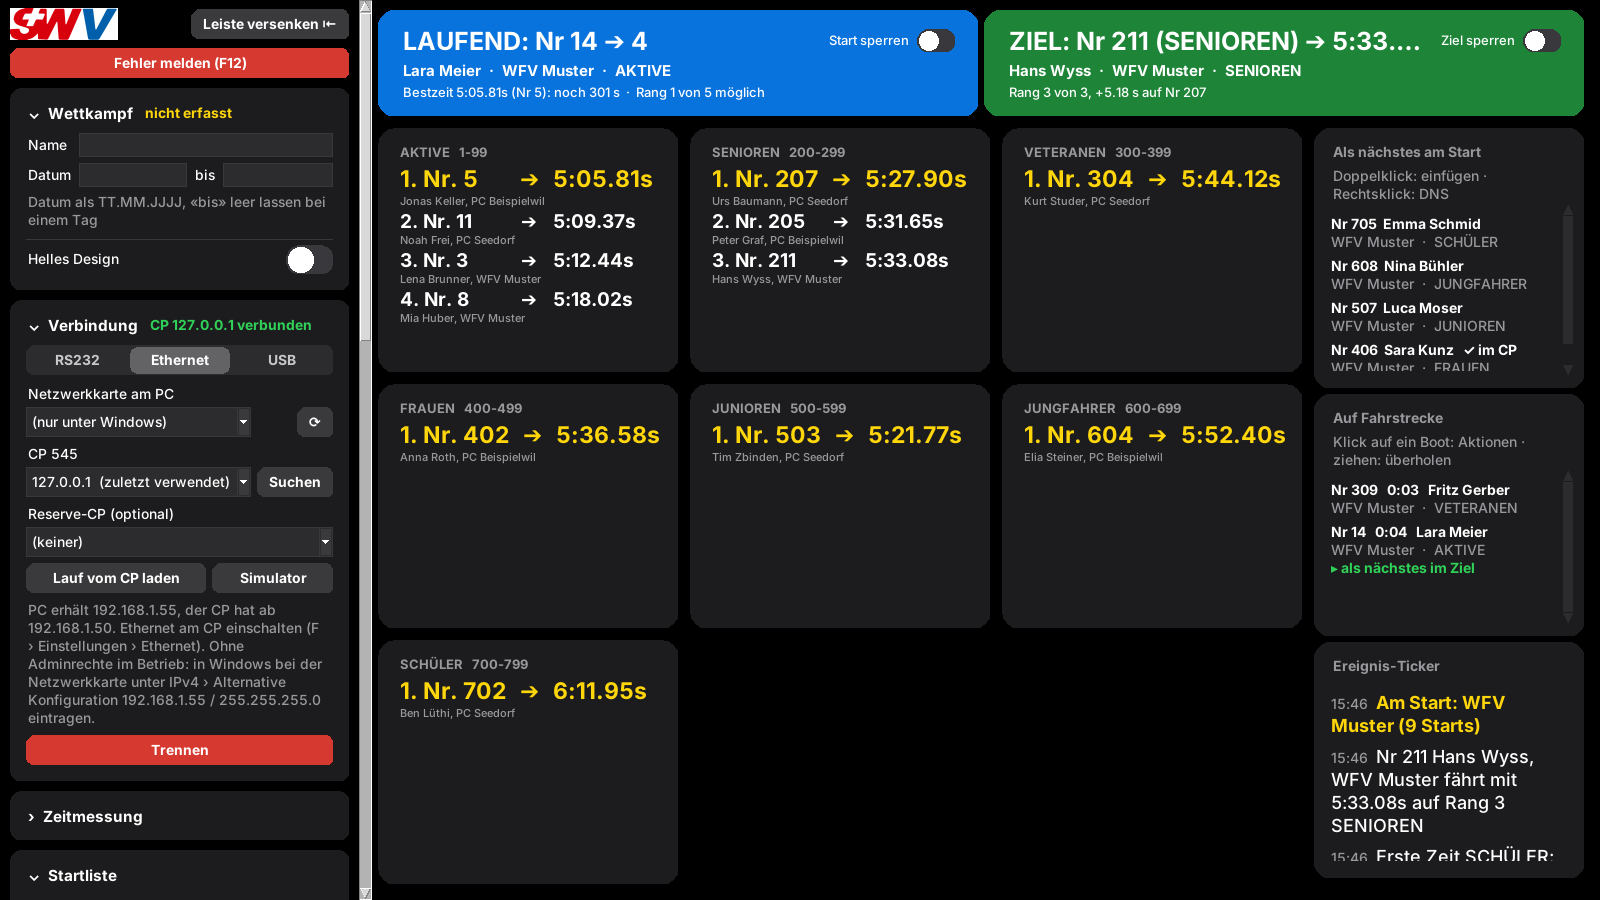 SWV
Leiste versenken ⇤
Fehler melden (F12)
⌄ Wettkampf nicht erfasst
Name
Datum bis
Datum als TT.MM.JJJJ, «bis» leer lassen bei
einem Tag
Helles Design
⌄ Verbindung CP 127.0.0.1 verbunden
RS232 Ethernet USB
Netzwerkkarte am PC
(nur unter Windows) ⟳
CP 545
127.0.0.1 (zuletzt verwendet) Suchen
Reserve-CP (optional)
(keiner)
Lauf vom CP laden Simulator
PC erhält 192.168.1.55, der CP hat ab
192.168.1.50. Ethernet am CP einschalten (F
› Einstellungen › Ethernet). Ohne
Adminrechte im Betrieb: in Windows bei der
Netzwerkkarte unter IPv4 › Alternative
Konfiguration 192.168.1.55 / 255.255.255.0
eintragen.
Trennen
› Zeitmessung
⌄ Startliste
LAUFEND: Nr 14 → 4 Start sperren
Lara Meier · WFV Muster · AKTIVE
Bestzeit 5:05.81s (Nr 5): noch 301 s · Rang 1 von 5 möglich
ZIEL: Nr 211 (SENIOREN) → 5:33.... Ziel sperren
Hans Wyss · WFV Muster · SENIOREN
Rang 3 von 3, +5.18 s auf Nr 207
AKTIVE 1-99
1. Nr. 5 → 5:05.81s
Jonas Keller, PC Beispielwil
2. Nr. 11 → 5:09.37s
Noah Frei, PC Seedorf
3. Nr. 3 → 5:12.44s
Lena Brunner, WFV Muster
4. Nr. 8 → 5:18.02s
Mia Huber, WFV Muster
SENIOREN 200-299
1. Nr. 207 → 5:27.90s
Urs Baumann, PC Seedorf
2. Nr. 205 → 5:31.65s
Peter Graf, PC Beispielwil
3. Nr. 211 → 5:33.08s
Hans Wyss, WFV Muster
VETERANEN 300-399
1. Nr. 304 → 5:44.12s
Kurt Studer, PC Seedorf
FRAUEN 400-499
1. Nr. 402 → 5:36.58s
Anna Roth, PC Beispielwil
JUNIOREN 500-599
1. Nr. 503 → 5:21.77s
Tim Zbinden, PC Seedorf
JUNGFAHRER 600-699
1. Nr. 604 → 5:52.40s
Elia Steiner, PC Beispielwil
SCHÜLER 700-799
1. Nr. 702 → 6:11.95s
Ben Lüthi, PC Seedorf
Als nächstes am Start
Doppelklick: einfügen ·
Rechtsklick: DNS
Nr 705 Emma Schmid
WFV Muster · SCHÜLER
Nr 608 Nina Bühler
WFV Muster · JUNGFAHRER
Nr 507 Luca Moser
WFV Muster · JUNIOREN
Nr 406 Sara Kunz ✓ im CP
WFV Muster · FRAUEN
Auf Fahrstrecke
Klick auf ein Boot: Aktionen ·
ziehen: überholen
Nr 309 0:03 Fritz Gerber
WFV Muster · VETERANEN
Nr 14 0:04 Lara Meier
WFV Muster · AKTIVE
▸ als nächstes im Ziel
Ereignis-Ticker
15:46 Am Start: WFV
Muster (9 Starts)
15:46 Nr 211 Hans Wyss,
WFV Muster fährt mit
5:33.08s auf Rang 3
SENIOREN
15:46 Erste Zeit SCHÜLER: